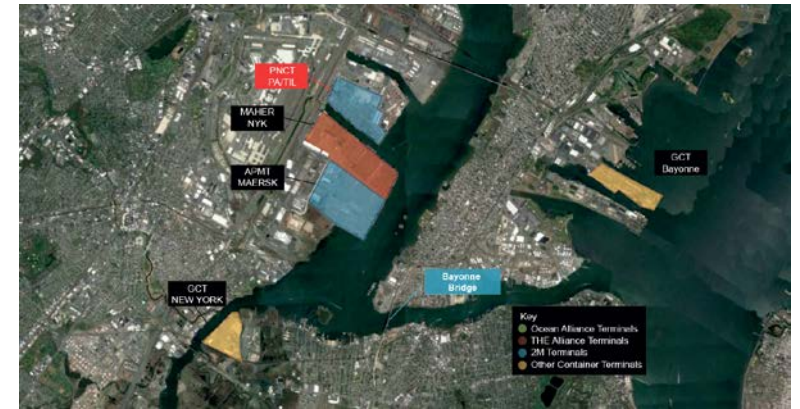 PNCT
PA/TIL
MAHER
NYK
APMT
MAERSK
GCT
Bayonne
GCT
NEW YORK
Bayonne
Bridge
Key
Ocean Alliance Terminals
THE Alliance Terminals
2M Terminals
Other Container Terminals